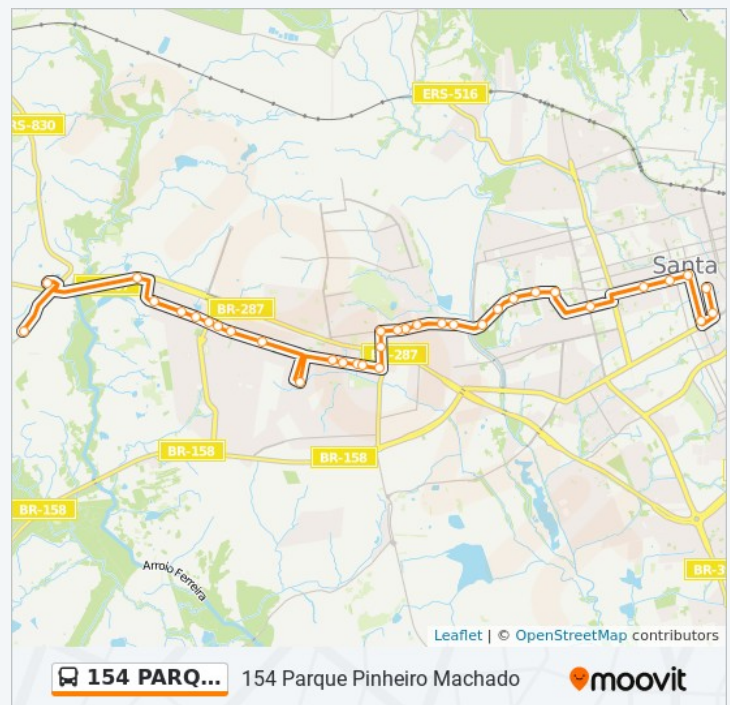 ERS-516
RS-830
Santa
BR-287
BR-287
BR-158
BR-158
BR-158
Arroio Ferreira
BR-3
Leaflet | © OpenStreetMap contributors
154 PARQ...
154 Parque Pinheiro Machado
moovit